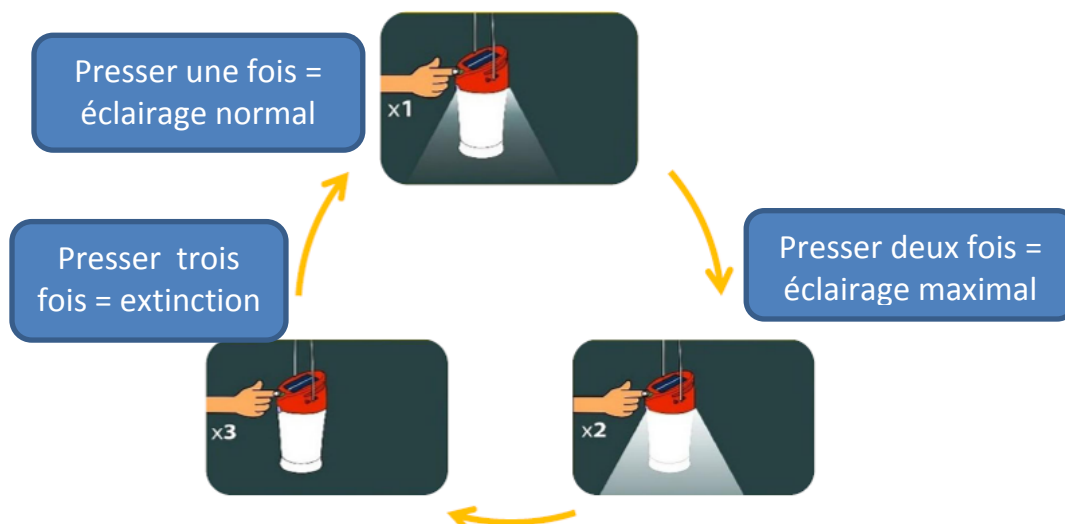 Presser une fois =
éclairage normal
x1
Presser deux fois =
éclairage maximal
Presser trois
fois = extinction
x3
x2